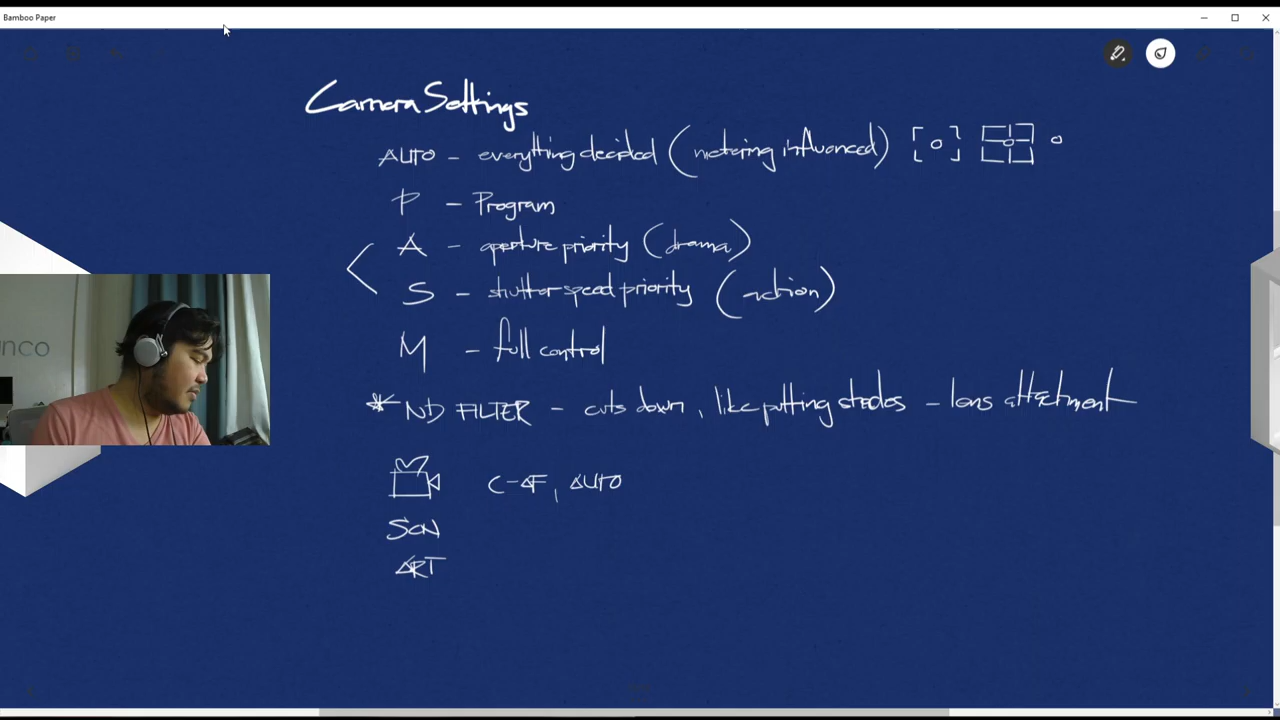 Bamboo Paper
Camera Settings
AUTO - everything decided (metering influenced)
P - Program
A - aperture priority (drama)
S - shutter speed priority (action)
M - full control
* ND FILTER - cuts down, like putting shades - lens attachment
C-AF, AUTO
SCN
ART
nco